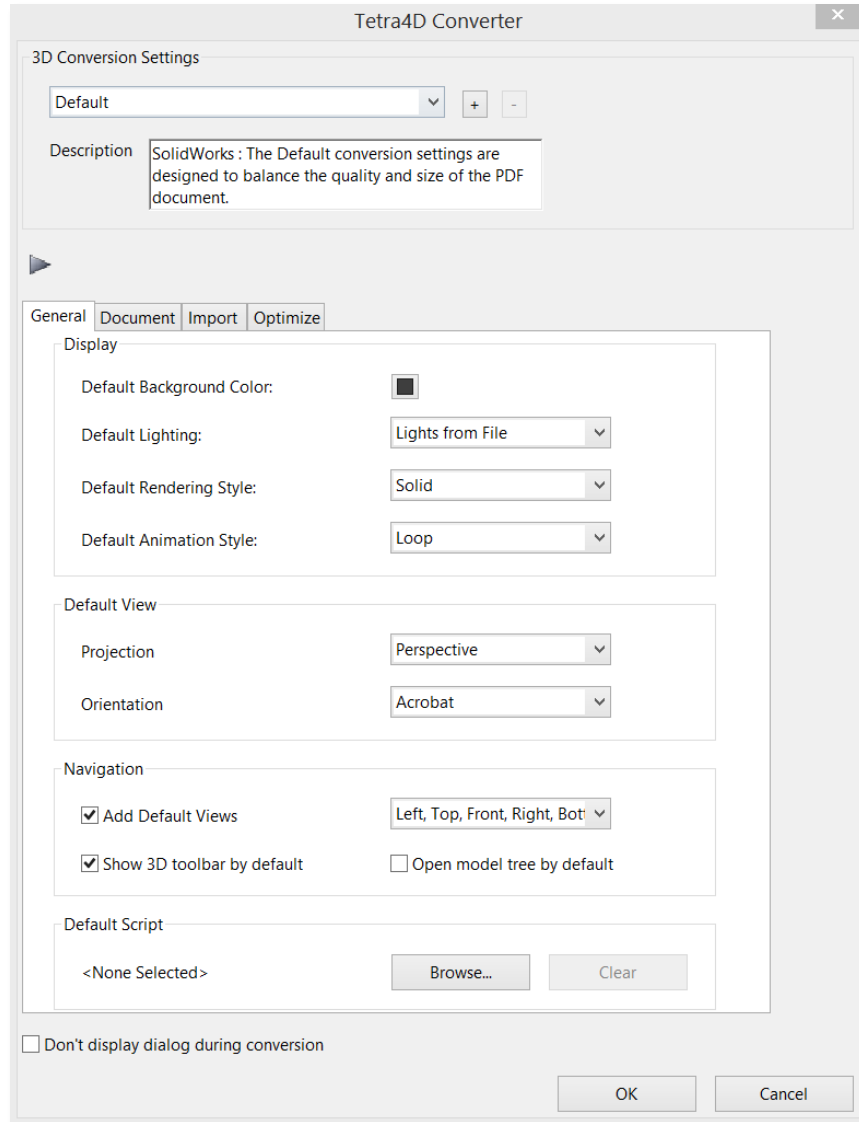 Tetra4D Converter
3D Conversion Settings
Default
+ -
Description
SolidWorks : The Default conversion settings are
designed to balance the quality and size of the PDF
document.
General Document Import Optimize
Display
Default Background Color:
Default Lighting: Lights from File
Default Rendering Style: Solid
Default Animation Style: Loop
Default View
Projection Perspective
Orientation Acrobat
Navigation
Add Default Views Left, Top, Front, Right, Bott
Show 3D toolbar by default Open model tree by default
Default Script
<None Selected> Browse... Clear
Don't display dialog during conversion
OK Cancel